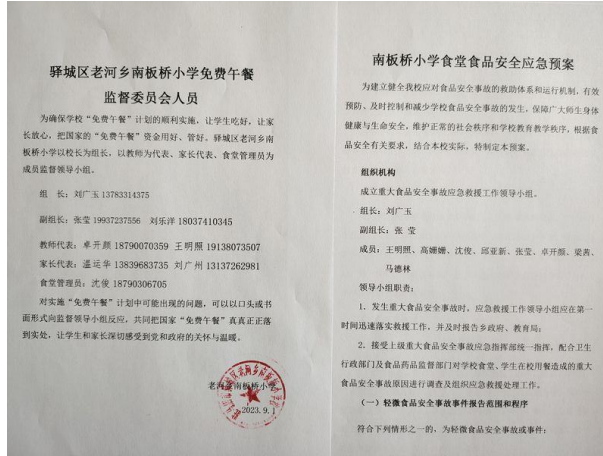 驿城区老河乡南板桥小学免费午餐
监督委员会人员
为确保学校“免费午餐”计划的顺利实施，让学生吃好，让家
长放心，把国家的“免费午餐”资金用好、管好。驿城区老河乡南
板桥小学以校长为组长，以教师为代表、家长代表、食堂管理员为
成员监督领导小组。
组 长：刘广玉 13783314375
副组长：张莹 19937237556 刘乐洋 18037410345
教师代表：卓开颜 18790070359 王明照 19138073507
家长代表：温运华 13839683735 刘广州 13137262981
食堂管理员：沈俊 18790306705
对实施“免费午餐”计划中可能出现的问题，可以以口头或书
面形式向监督领导小组反应，共同把国家“免费午餐”真真正正落
到实处，让学生和家长深切感受到党和政府的关怀与温暖。
老河乡南板桥小学
2023.9.1
南板桥小学食堂食品安全应急预案
为建立健全我校应对食品安全事故的救助体系和运行机制，有效
预防、及时控制和减少学校食品安全事故的发生，保障广大师生身体
健康与生命安全，维护正常的社会秩序和学校教育教学秩序，根据食
品安全有关要求，结合本校实际，特制定本预案。
组织机构
成立重大食品安全事故应急救援工作领导小组。
组长：刘广玉
副组长：张 莹
成员：王明照、高姗姗、沈俊、邱亚新、张莹、卓开颜、梁茜、
马德林
领导小组职责：
1、发生重大食品安全事故时，应急救援工作领导小组应在第一
时间迅速落实救援工作，并及时报告乡政府、教育局；
2、接受上级重大食品安全事故应急指挥部统一指挥，配合卫生
行政部门及食品药品监督部门对学校食堂、学生在校用餐造成的重大
食品安全事故原因进行调查及组织应急救援处理工作。
（一）轻微食品安全事故事件报告范围和程序
符合下列情形之一的，为轻微食品安全事故或事件：